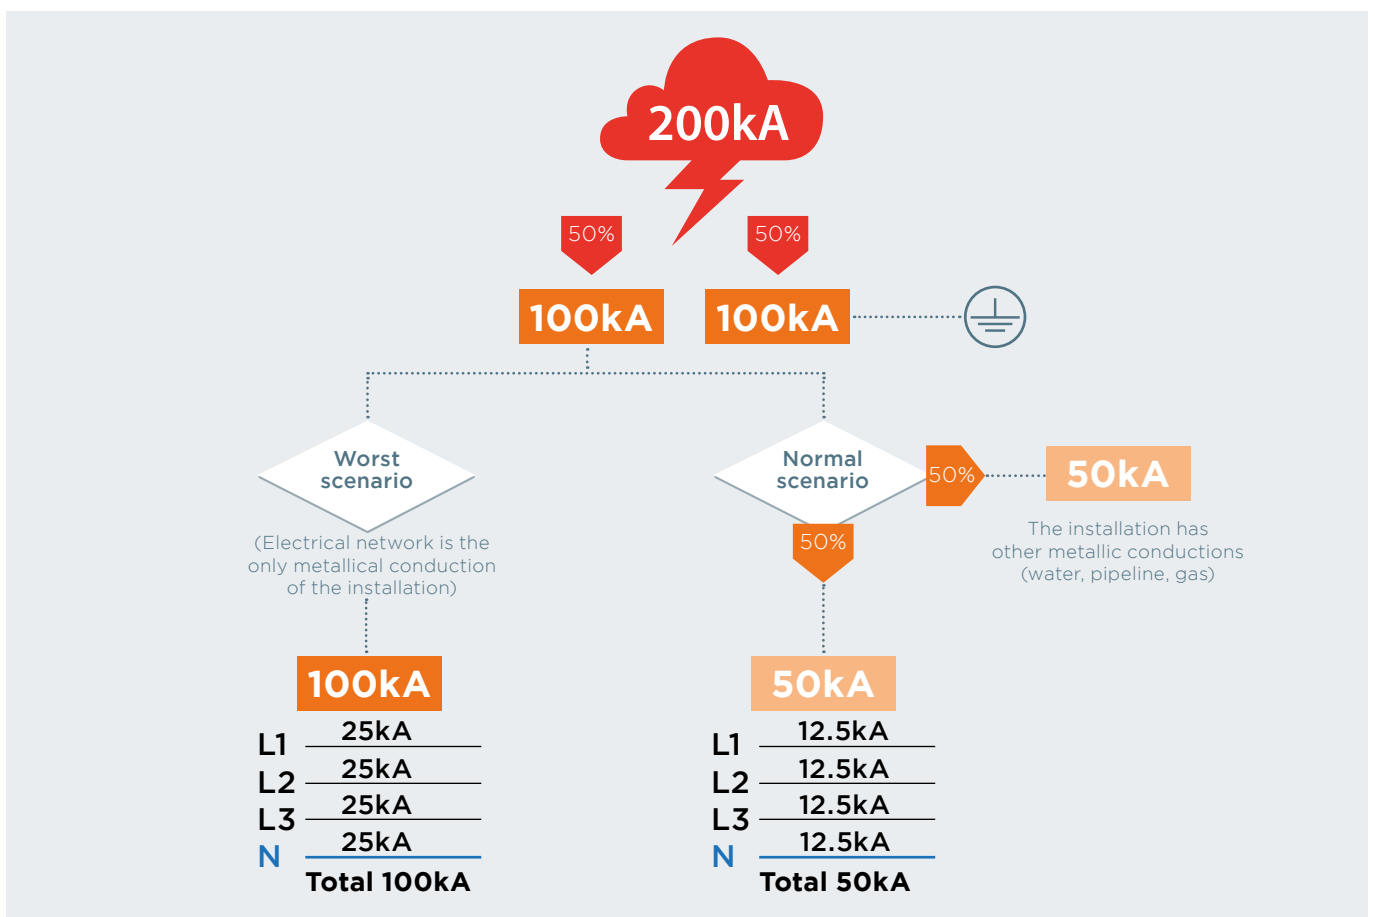 200kA
50%
50%
100kA
100kA
Worst
scenario
(Electrical network is the
only metallical conduction
of the installation)
Normal
scenario
50%
50kA
The installation has
other metallic conductions
(water, pipeline, gas)
50%
100kA
L1 25kA
L2 25kA
L3 25kA
N 25kA
Total 100kA
50kA
L1 12.5kA
L2 12.5kA
L3 12.5kA
N 12.5kA
Total 50kA